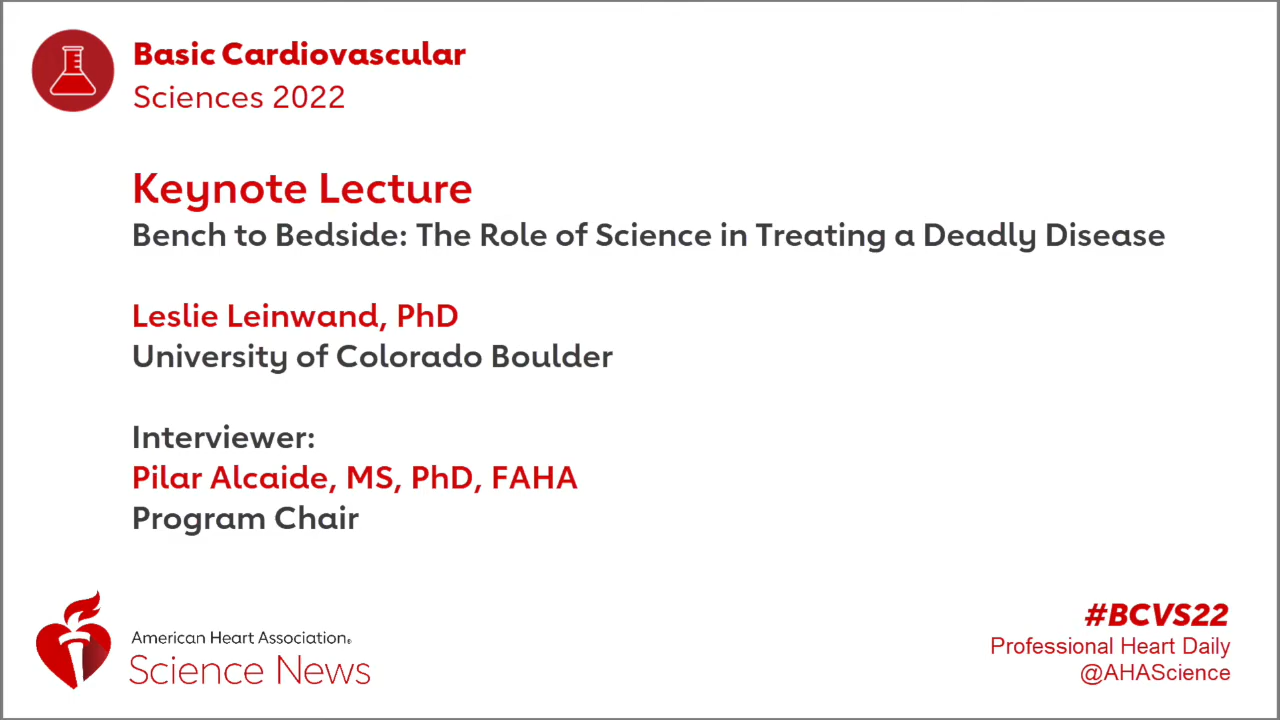 Basic Cardiovascular
Sciences 2022
Keynote Lecture
Bench to Bedside: The Role of Science in Treating a Deadly Disease
Leslie Leinwand, PhD
University of Colorado Boulder
Interviewer:
Pilar Alcaide, MS, PhD, FAHA
Program Chair
American Heart Association®
Science News
#BCVS22
Professional Heart Daily
@AHAScience